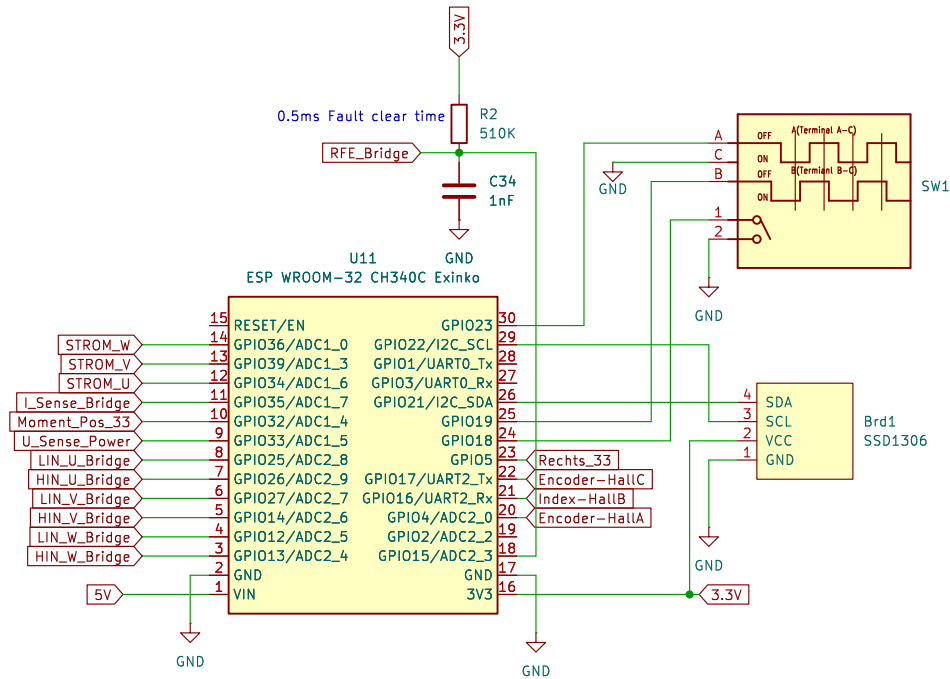 3.3V
0.5ms Fault clear time
R2
510K
RFE_Bridge
C34
1nF
GND
A
C
B
1
2
OFF
ON
OFF
ON
A(Terminal A-C)
B(Termianl B-C)
SW1
GND
GND
U11
ESP WROOM-32 CH340C Exinko
STROM_W
STROM_V
STROM_U
I_Sense_Bridge
Moment_Pos_33
U_Sense_Power
LIN_U_Bridge
HIN_U_Bridge
LIN_V_Bridge
HIN_V_Bridge
LIN_W_Bridge
HIN_W_Bridge
5V
GND
15 RESET/EN
14 GPIO36/ADC1_0
13 GPIO39/ADC1_3
12 GPIO34/ADC1_6
11 GPIO35/ADC1_7
10 GPIO32/ADC1_4
9 GPIO33/ADC1_5
8 GPIO25/ADC2_8
7 GPIO26/ADC2_9
6 GPIO27/ADC2_7
5 GPIO14/ADC2_6
4 GPIO12/ADC2_5
3 GPIO13/ADC2_4
2 GND
1 VIN
GPIO23 30
GPIO22/I2C_SCL 29
GPIO1/UART0_Tx 28
GPIO3/UART0_Rx 27
GPIO21/I2C_SDA 26
GPIO19 25
GPIO18 24
GPIO5 23
GPIO17/UART2_Tx 22
GPIO16/UART2_Rx 21
GPIO4/ADC2_0 20
GPIO2/ADC2_2 19
GPIO15/ADC2_3 18
GND 17
3V3 16
Rechts_33
Encoder-HallC
Index-HallB
Encoder-HallA
GND
3.3V
4 SDA
3 SCL
2 VCC
1 GND
Brd1
SSD1306
GND